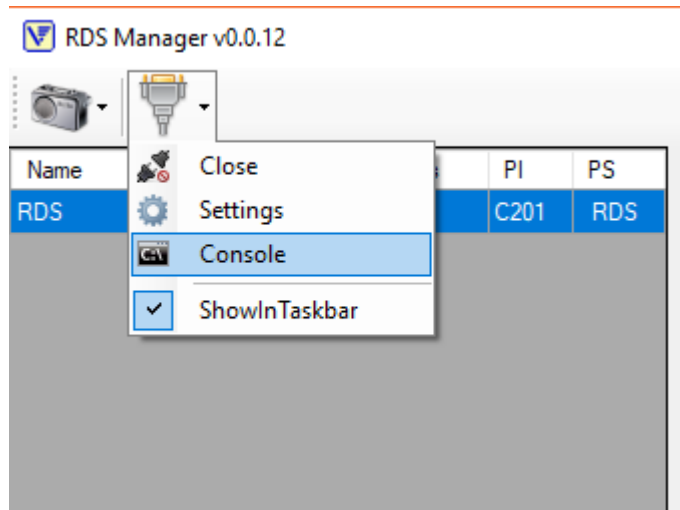 RDS Manager v0.0.12
Name PI PS
RDS C201 RDS
Close
Settings
Console
ShowInTaskbar